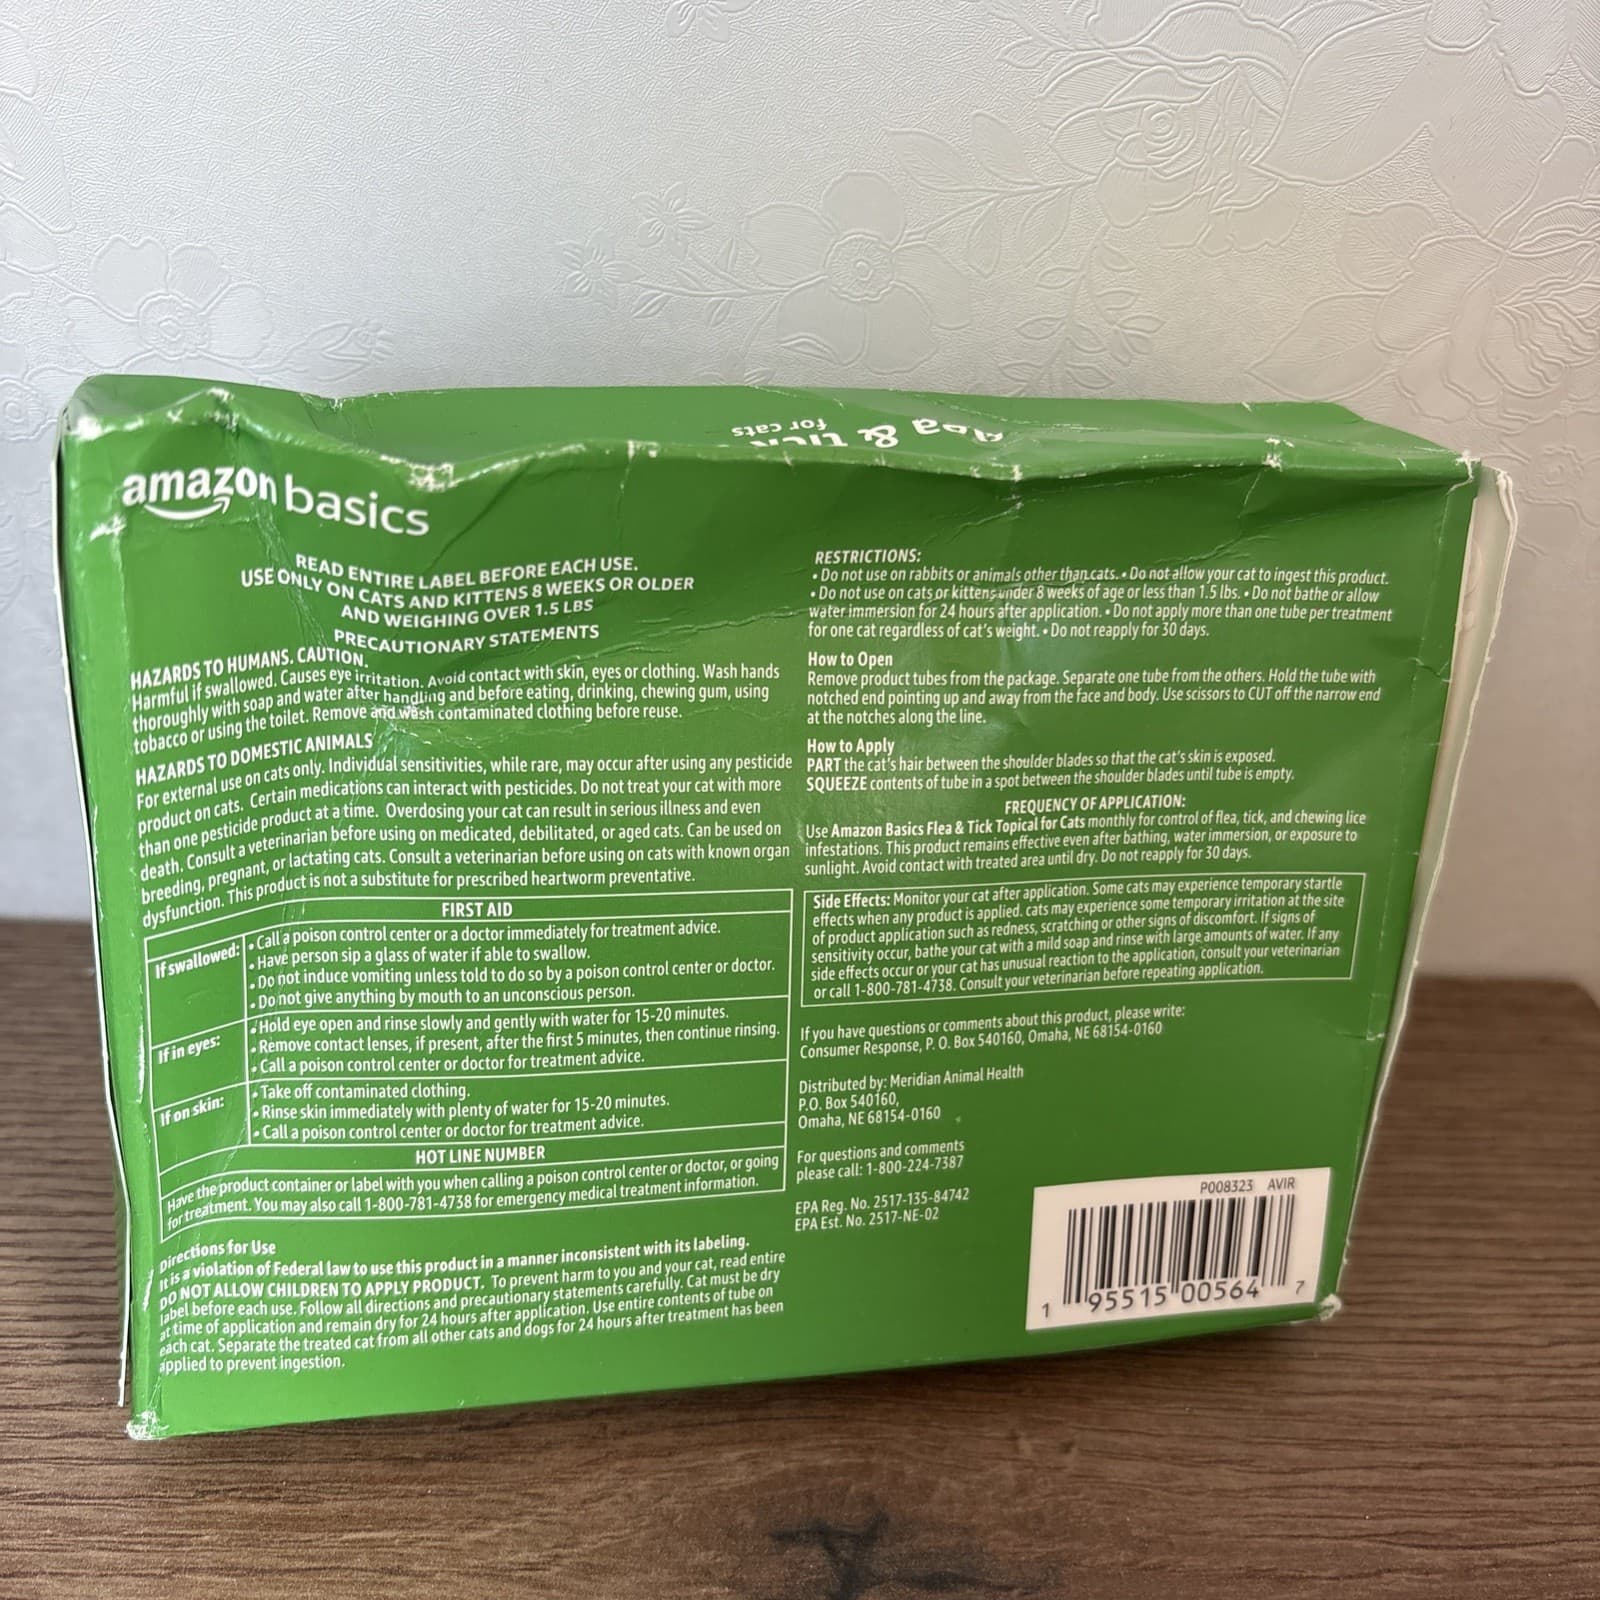 flea & tick
for cats
amazon basics
READ ENTIRE LABEL BEFORE EACH USE.
USE ONLY ON CATS AND KITTENS 8 WEEKS OR OLDER
AND WEIGHING OVER 1.5 LBS
PRECAUTIONARY STATEMENTS
HAZARDS TO HUMANS. CAUTION.
Harmful if swallowed. Causes eye irritation. Avoid contact with skin, eyes or clothing. Wash hands
thoroughly with soap and water after handling and before eating, drinking, chewing gum, using
tobacco or using the toilet. Remove and wash contaminated clothing before reuse.
HAZARDS TO DOMESTIC ANIMALS
For external use on cats only. Individual sensitivities, while rare, may occur after using any pesticide
product on cats. Certain medications can interact with pesticides. Do not treat your cat with more
than one pesticide product at a time. Overdosing your cat can result in serious illness and even
death. Consult a veterinarian before using on medicated, debilitated, or aged cats. Can be used on
breeding, pregnant, or lactating cats. Consult a veterinarian before using on cats with known organ
dysfunction. This product is not a substitute for prescribed heartworm preventative.
FIRST AID
If swallowed:
• Call a poison control center or a doctor immediately for treatment advice.
• Have person sip a glass of water if able to swallow.
• Do not induce vomiting unless told to do so by a poison control center or doctor.
• Do not give anything by mouth to an unconscious person.
If in eyes:
• Hold eye open and rinse slowly and gently with water for 15-20 minutes.
• Remove contact lenses, if present, after the first 5 minutes, then continue rinsing.
• Call a poison control center or doctor for treatment advice.
If on skin:
• Take off contaminated clothing.
• Rinse skin immediately with plenty of water for 15-20 minutes.
• Call a poison control center or doctor for treatment advice.
HOT LINE NUMBER
Have the product container or label with you when calling a poison control center or doctor, or going
for treatment. You may also call 1-800-781-4738 for emergency medical treatment information.
Directions for Use
It is a violation of Federal law to use this product in a manner inconsistent with its labeling.
DO NOT ALLOW CHILDREN TO APPLY PRODUCT. To prevent harm to you and your cat, read entire
label before each use. Follow all directions and precautionary statements carefully. Cat must be dry
at time of application and remain dry for 24 hours after application. Use entire contents of tube on
each cat. Separate the treated cat from all other cats and dogs for 24 hours after treatment has been
applied to prevent ingestion.
RESTRICTIONS:
• Do not use on rabbits or animals other than cats. • Do not allow your cat to ingest this product.
• Do not use on cats or kittens under 8 weeks of age or less than 1.5 lbs. • Do not bathe or allow
water immersion for 24 hours after application. • Do not apply more than one tube per treatment
for one cat regardless of cat's weight. • Do not reapply for 30 days.
How to Open
Remove product tubes from the package. Separate one tube from the others. Hold the tube with
notched end pointing up and away from the face and body. Use scissors to CUT off the narrow end
at the notches along the line.
How to Apply
PART the cat's hair between the shoulder blades so that the cat's skin is exposed.
SQUEEZE contents of tube in a spot between the shoulder blades until tube is empty.
FREQUENCY OF APPLICATION:
Use Amazon Basics Flea & Tick Topical for Cats monthly for control of flea, tick, and chewing lice
infestations. This product remains effective even after bathing, water immersion, or exposure to
sunlight. Avoid contact with treated area until dry. Do not reapply for 30 days.
Side Effects: Monitor your cat after application. Some cats may experience temporary startle
effects when any product is applied. cats may experience some temporary irritation at the site
of product application such as redness, scratching or other signs of discomfort. If signs of
sensitivity occur, bathe your cat with a mild soap and rinse with large amounts of water. If any
side effects occur or your cat has unusual reaction to the application, consult your veterinarian
or call 1-800-781-4738. Consult your veterinarian before repeating application.
If you have questions or comments about this product, please write:
Consumer Response, P. O. Box 540160, Omaha, NE 68154-0160
Distributed by: Meridian Animal Health
P.O. Box 540160,
Omaha, NE 68154-0160
For questions and comments
please call: 1-800-224-7387
EPA Reg. No. 2517-135-84742
EPA Est. No. 2517-NE-02
P008323 AVIR
1 95515 00564 7